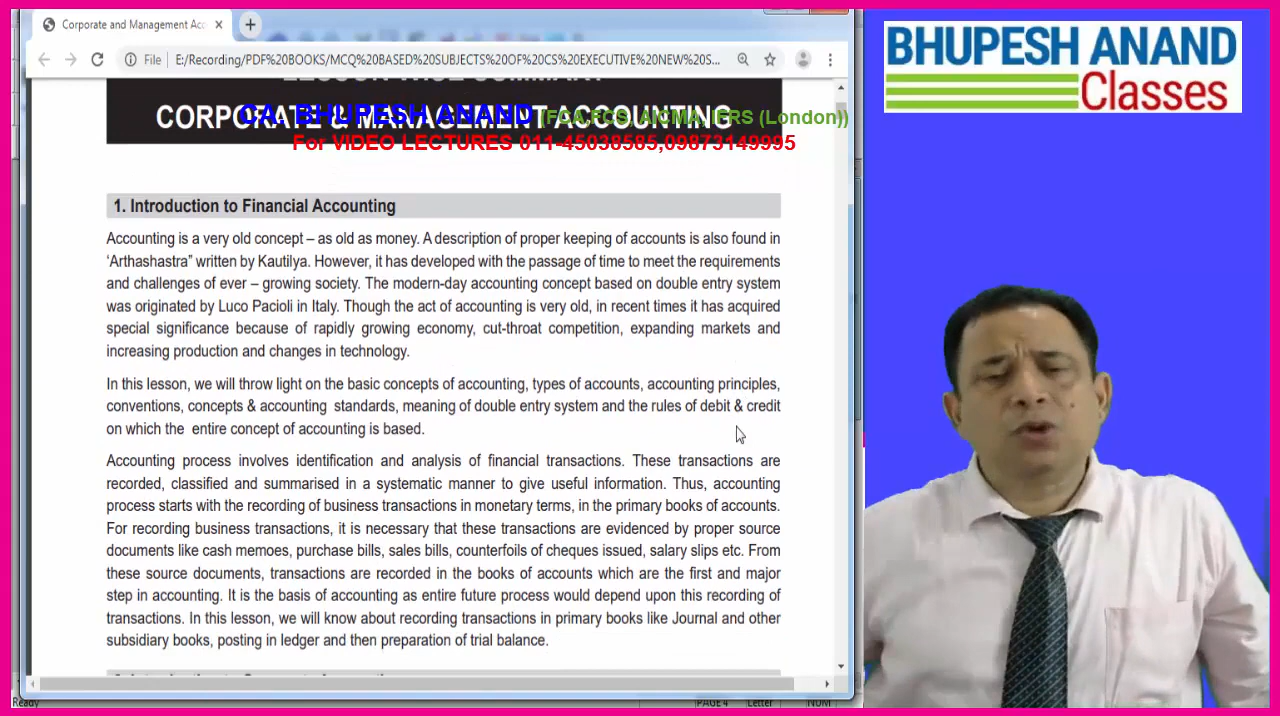 Corporate and Management Acc
File E:/Recording/PDF%20BOOKS/MCQ%20BASED%20SUBJECTS%20OF%20CS%20EXECUTIVE%20NEW%20S...
BHUPESH ANAND
Classes
LESSON WISE SUMMARY
CORPORATE & MANAGEMENT ACCOUNTING
CA. BHUPESH ANAND (FCA,FCS, AICMA, IFRS (London))
For VIDEO LECTURES 011-45038585,09873149995
1. Introduction to Financial Accounting
Accounting is a very old concept – as old as money. A description of proper keeping of accounts is also found in
‘Arthashastra” written by Kautilya. However, it has developed with the passage of time to meet the requirements
and challenges of ever – growing society. The modern-day accounting concept based on double entry system
was originated by Luco Pacioli in Italy. Though the act of accounting is very old, in recent times it has acquired
special significance because of rapidly growing economy, cut-throat competition, expanding markets and
increasing production and changes in technology.
In this lesson, we will throw light on the basic concepts of accounting, types of accounts, accounting principles,
conventions, concepts & accounting standards, meaning of double entry system and the rules of debit & credit
on which the entire concept of accounting is based.
Accounting process involves identification and analysis of financial transactions. These transactions are
recorded, classified and summarised in a systematic manner to give useful information. Thus, accounting
process starts with the recording of business transactions in monetary terms, in the primary books of accounts.
For recording business transactions, it is necessary that these transactions are evidenced by proper source
documents like cash memoes, purchase bills, sales bills, counterfoils of cheques issued, salary slips etc. From
these source documents, transactions are recorded in the books of accounts which are the first and major
step in accounting. It is the basis of accounting as entire future process would depend upon this recording of
transactions. In this lesson, we will know about recording transactions in primary books like Journal and other
subsidiary books, posting in ledger and then preparation of trial balance.
Ready PAGE 4 Letter NUM